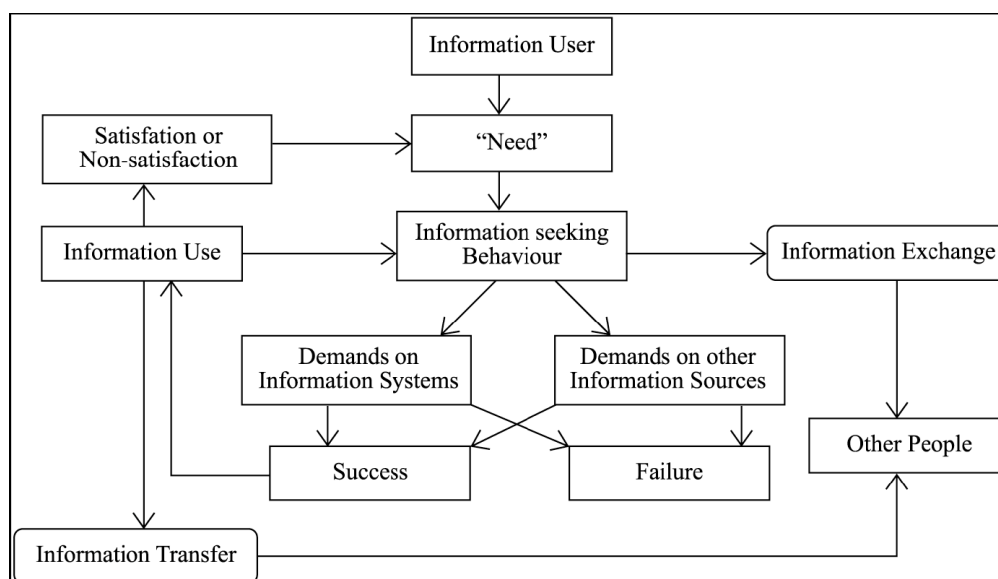 Information User
Satisfation or
Non-satisfaction
“Need”
Information Use
Information seeking
Behaviour
Information Exchange
Demands on
Information Systems
Demands on other
Information Sources
Success
Failure
Other People
Information Transfer